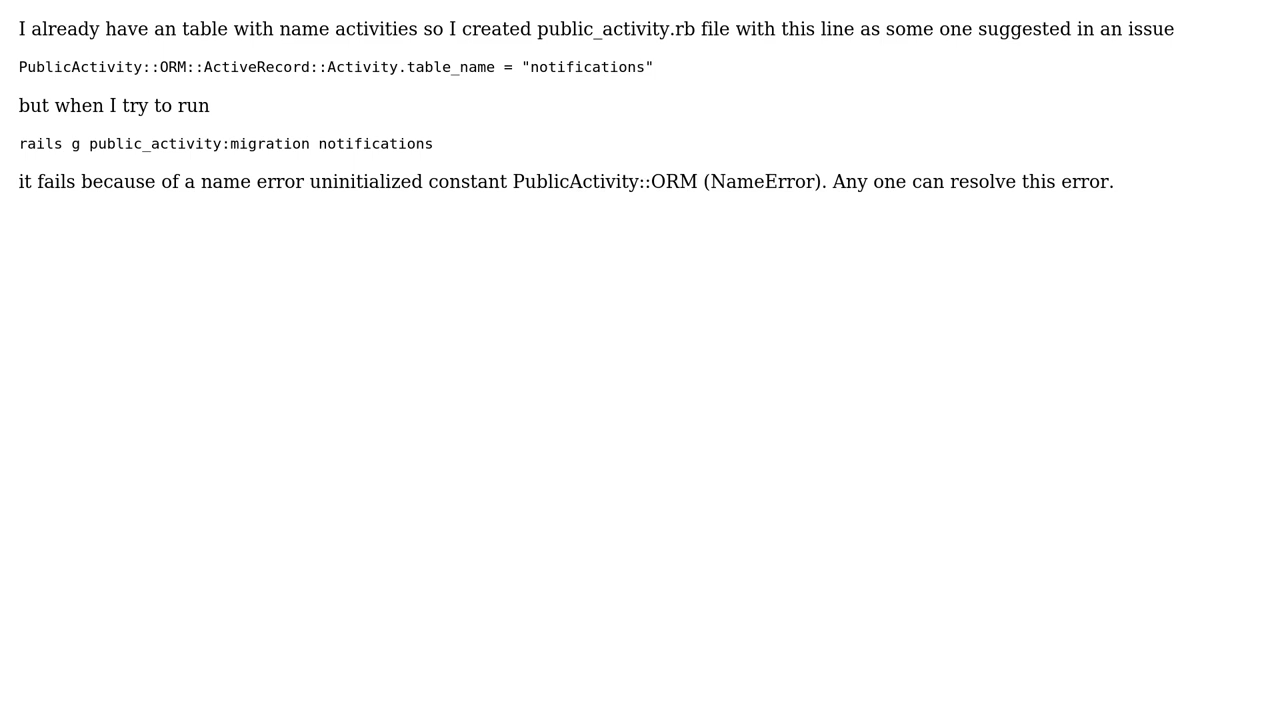 I already have an table with name activities so I created public_activity.rb file with this line as some one suggested in an issue
PublicActivity::ORM::ActiveRecord::Activity.table_name = "notifications"
but when I try to run
rails g public_activity:migration notifications
it fails because of a name error uninitialized constant PublicActivity::ORM (NameError). Any one can resolve this error.